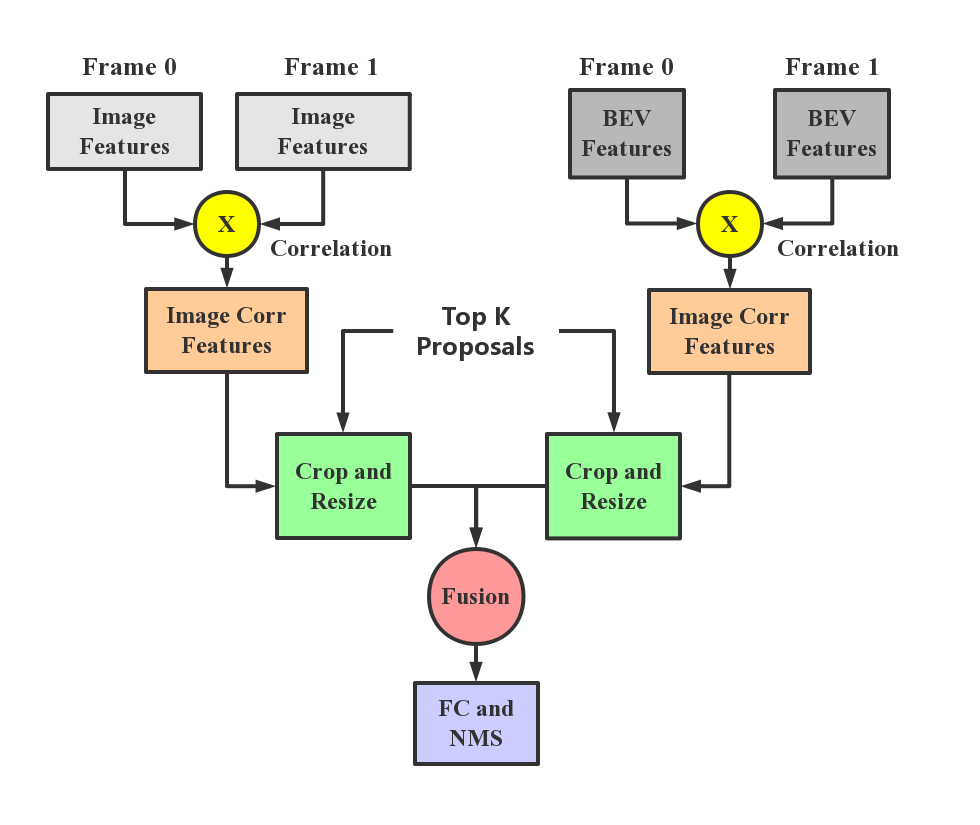 Frame 0
Frame 1
Frame 0
Frame 1
Image
Features
Image
Features
BEV
Features
BEV
Features
X
Correlation
X
Correlation
Image Corr
Features
Top K
Proposals
Image Corr
Features
Crop and
Resize
Crop and
Resize
Fusion
FC and
NMS